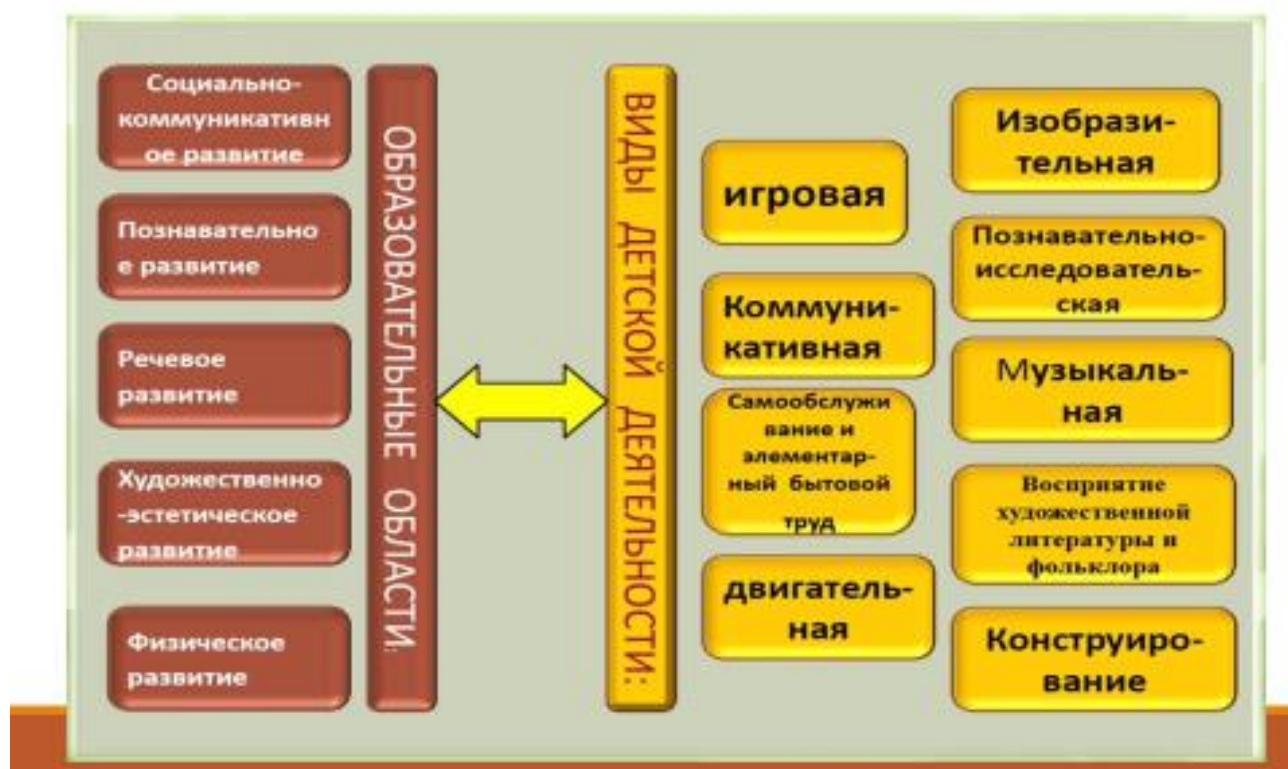 Социально-
коммуникативн
ое развитие
Познавательно
е развитие
Речевое
развитие
Художественно
-эстетическое
развитие
Физическое
развитие
ОБРАЗОВАТЕЛЬНЫЕ ОБЛАСТИ:
ВИДЫ ДЕТСКОЙ ДЕЯТЕЛЬНОСТИ:
игровая
Коммуни-
кативная
Самообслужи
вание и
элементар-
ный бытовой
труд
двигатель-
ная
Изобрази-
тельная
Познавательно-
исследователь-
ская
Музыкаль-
ная
Восприятие
художественной
литературы и
фольклора
Конструиро-
вание